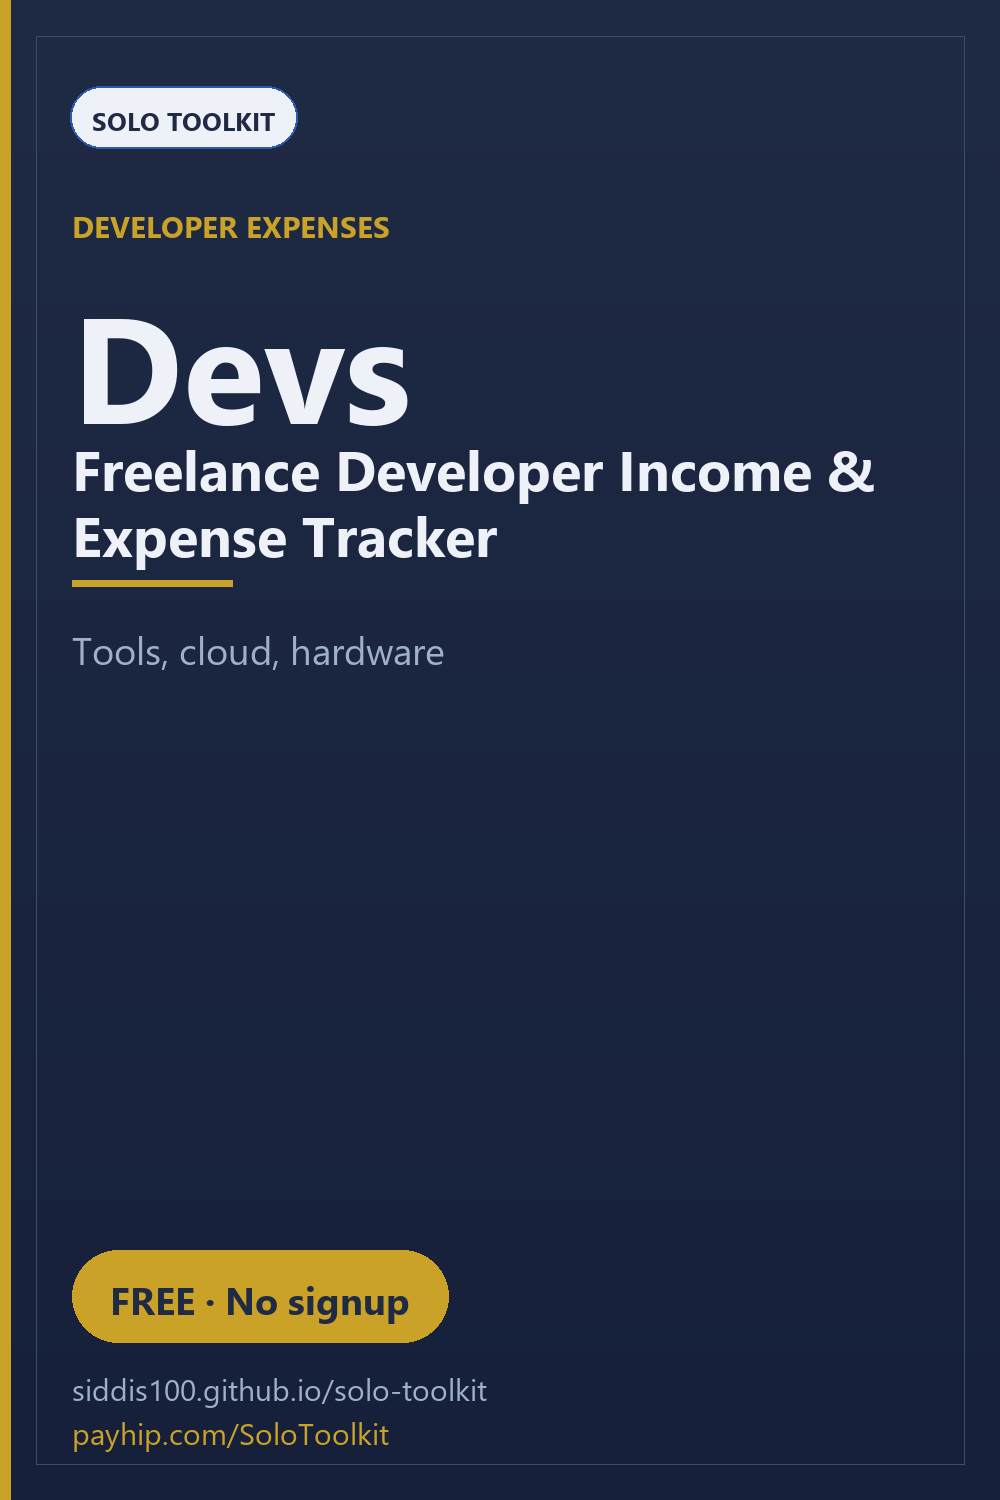 SOLO TOOLKIT
DEVELOPER EXPENSES
Devs
Freelance Developer Income &
Expense Tracker
Tools, cloud, hardware
FREE · No signup
siddis100.github.io/solo-toolkit
payhip.com/SoloToolkit